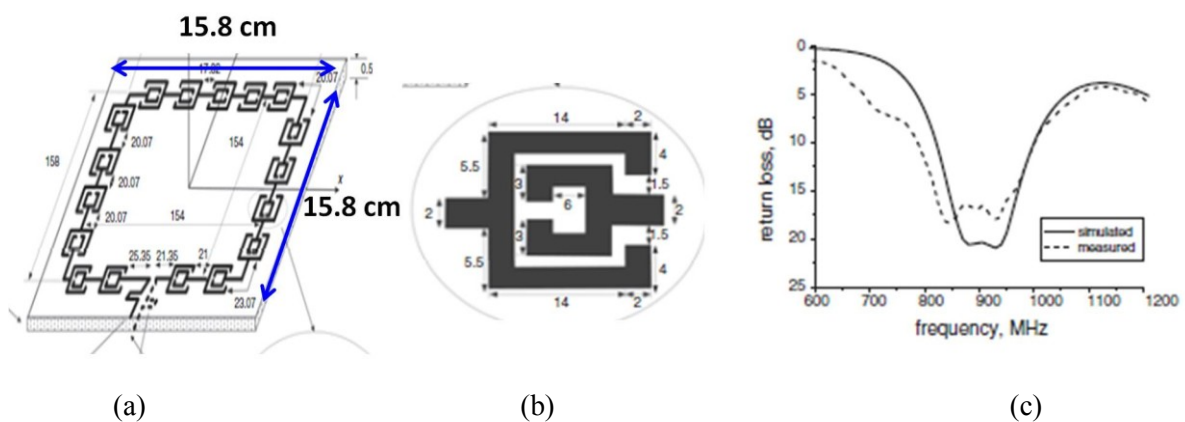 15.8 cm
17.82
20.07
0.5
158
20.07
154
20.07
20.07
x
154
15.8 cm
25.35 21.35 21
23.07
14 2
5.5 4
3 1.5
2 6 2
3 1.5
5.5 4
14 2
0
5
10
15
20
25
return loss, dB
simulated
measured
600 700 800 900 1000 1100 1200
frequency, MHz
(a) (b) (c)